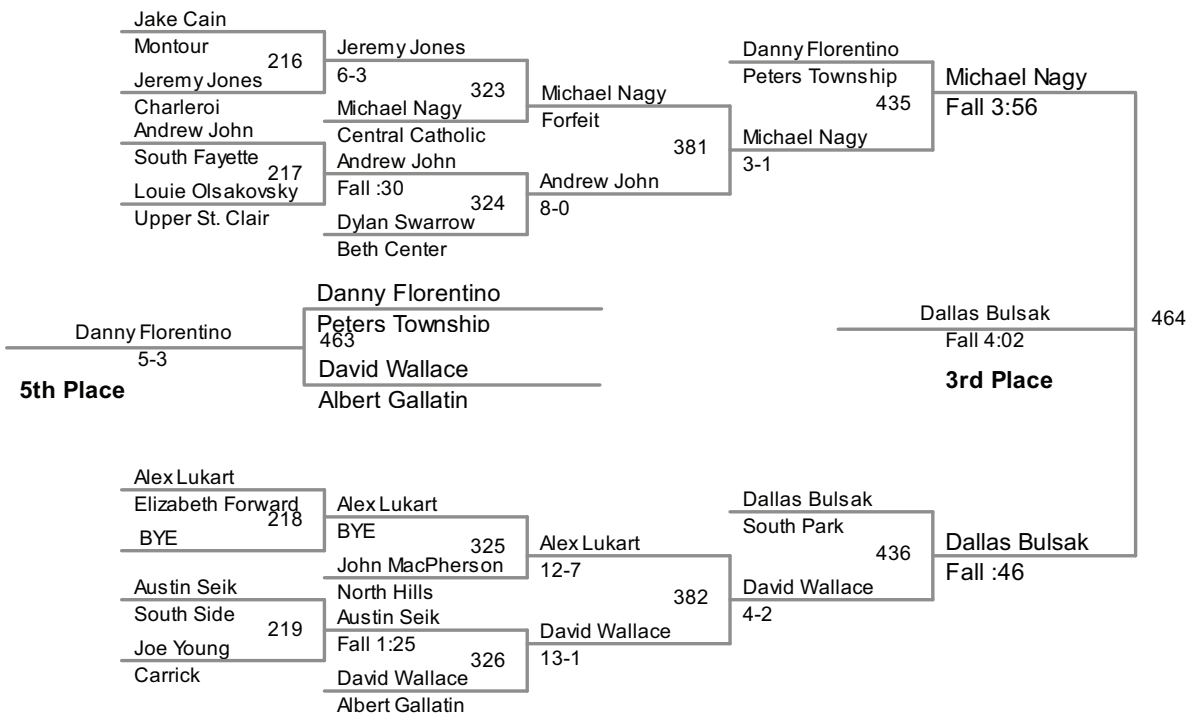 Jake Cain
Montour
216
Jeremy Jones
Charleroi
Andrew John
South Fayette
217
Louie Olsakovsky
Upper St. Clair
Jeremy Jones
6-3
323
Michael Nagy
Central Catholic
Andrew John
Fall :30
324
Dylan Swarrow
Beth Center
Michael Nagy
Forfeit
381
Andrew John
8-0
Danny Florentino
Peters Township
435
Michael Nagy
3-1
Michael Nagy
Fall 3:56
Danny Florentino
5-3
5th Place
Danny Florentino
Peters Township
463
David Wallace
Albert Gallatin
Dallas Bulsak
Fall 4:02
3rd Place
464
Alex Lukart
Elizabeth Forward
218
BYE
Austin Seik
South Side
219
Joe Young
Carrick
Alex Lukart
BYE
325
John MacPherson
North Hills
Austin Seik
Fall 1:25
326
David Wallace
Albert Gallatin
Alex Lukart
12-7
382
David Wallace
13-1
Dallas Bulsak
South Park
436
David Wallace
4-2
Dallas Bulsak
Fall :46